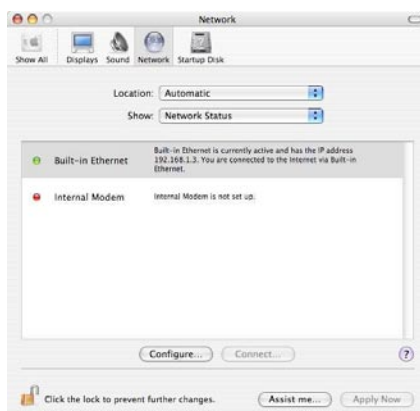 Network
Show All Displays Sound Network Startup Disk
Location: Automatic
Show: Network Status
Built-in Ethernet
Built-in Ethernet is currently active and has the IP address
192.168.1.3. You are connected to the Internet via Built-in
Ethernet.
Internal Modem
Internal Modem is not set up.
Configure... Connect... ?
Click the lock to prevent further changes. Assist me... Apply Now